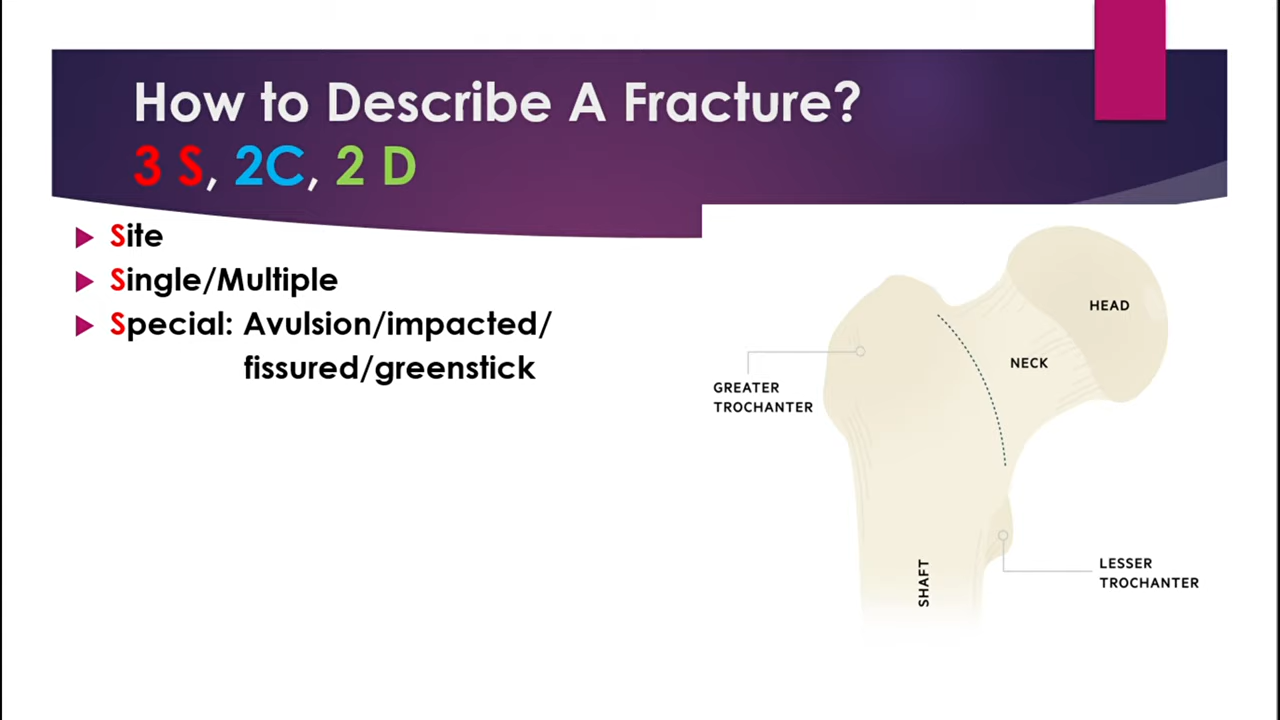 How to Describe A Fracture?
3 S, 2C, 2 D
Site
Single/Multiple
Special: Avulsion/impacted/
fissured/greenstick
HEAD
NECK
GREATER
TROCHANTER
SHAFT
LESSER
TROCHANTER